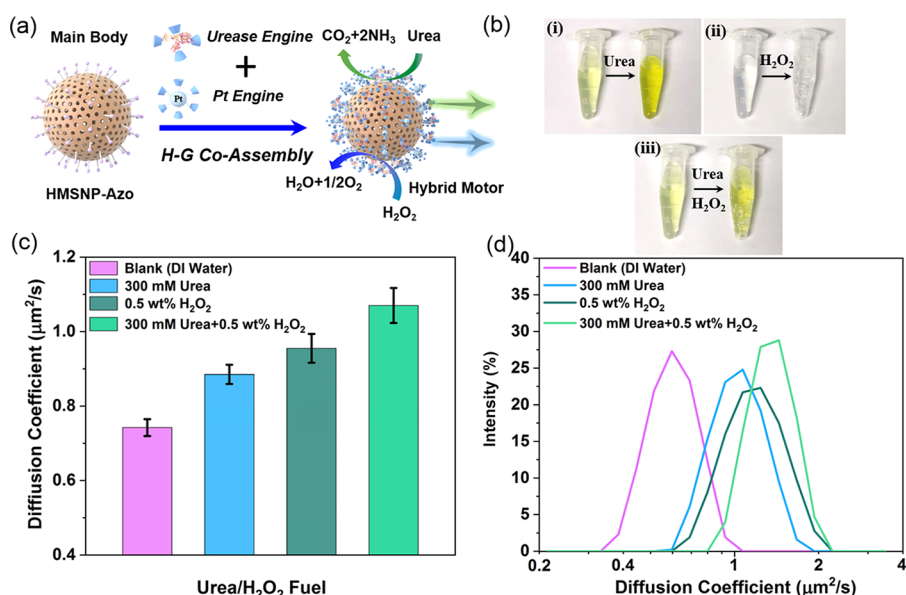 (a)
Main Body
Urease Engine
+
Pt
Pt Engine
H-G Co-Assembly
HMSNP-Azo
CO₂+2NH₃
Urea
H₂O+1/2O₂
Hybrid Motor
H₂O₂
(b)
(i)
Urea
(ii)
H₂O₂
(iii)
Urea
H₂O₂
(c)
Diffiusion Coefficient (μm²/s)
1.2
1.0
0.8
0.6
0.4
Blank (DI Water)
300 mM Urea
0.5 wt% H₂O₂
300 mM Urea+0.5 wt% H₂O₂
Urea/H₂O₂ Fuel
(d)
Intensity (%)
40
35
30
25
20
15
10
5
0
Blank (DI Water)
300 mM Urea
0.5 wt% H₂O₂
300 mM Urea+0.5 wt% H₂O₂
0.2
0.4
1
2
4
Diffusion Coefficient (μm²/s)